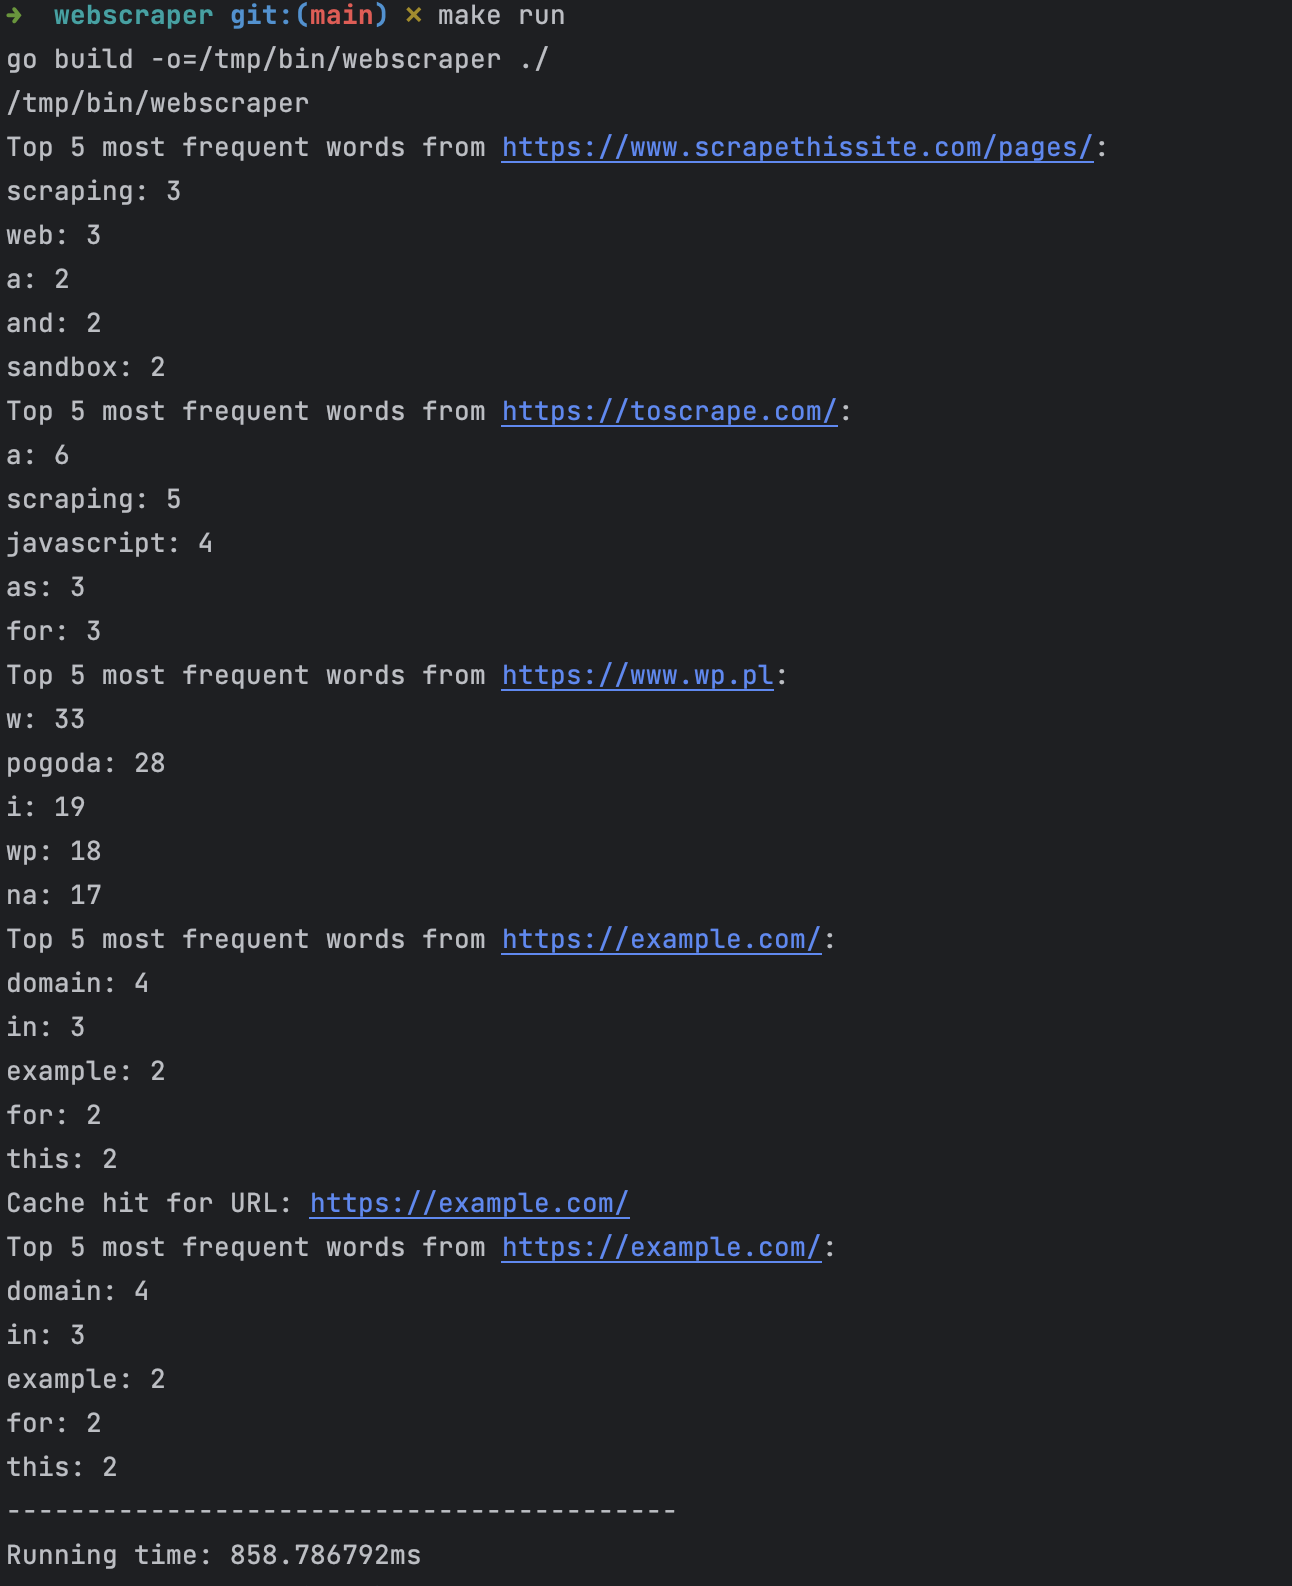 ➜  webscraper git:(main) ✗ make run
go build -o=/tmp/bin/webscraper ./
/tmp/bin/webscraper
Top 5 most frequent words from https://www.scrapethissite.com/pages/:
scraping: 3
web: 3
a: 2
and: 2
sandbox: 2
Top 5 most frequent words from https://toscrape.com/:
a: 6
scraping: 5
javascript: 4
as: 3
for: 3
Top 5 most frequent words from https://www.wp.pl:
w: 33
pogoda: 28
i: 19
wp: 18
na: 17
Top 5 most frequent words from https://example.com/:
domain: 4
in: 3
example: 2
for: 2
this: 2
Cache hit for URL: https://example.com/
Top 5 most frequent words from https://example.com/:
domain: 4
in: 3
example: 2
for: 2
this: 2
------------------------------------------
Running time: 858.786792ms